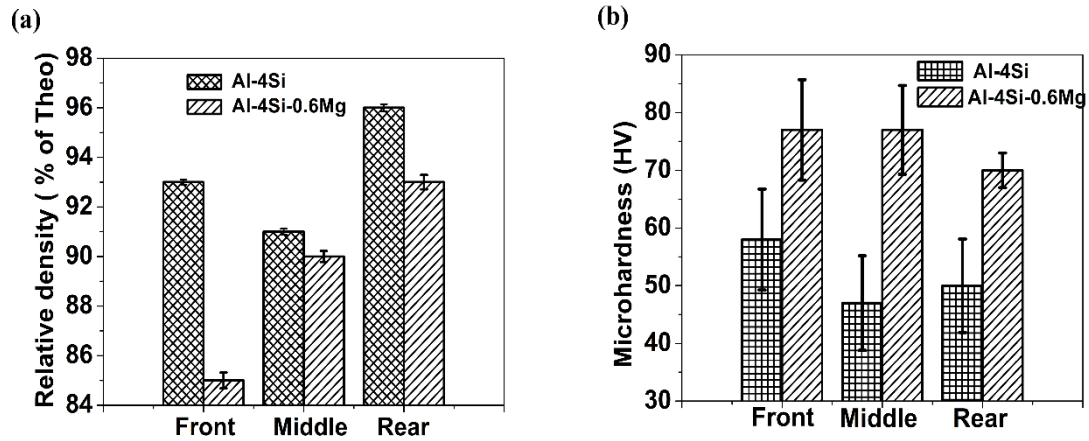 (a)
Relative density ( % of Theo)
98
96
94
92
90
88
86
84
Al-4Si
Al-4Si-0.6Mg
Front Middle Rear
(b)
Microhardness (HV)
90
80
70
60
50
40
30
Al-4Si
Al-4Si-0.6Mg
Front Middle Rear